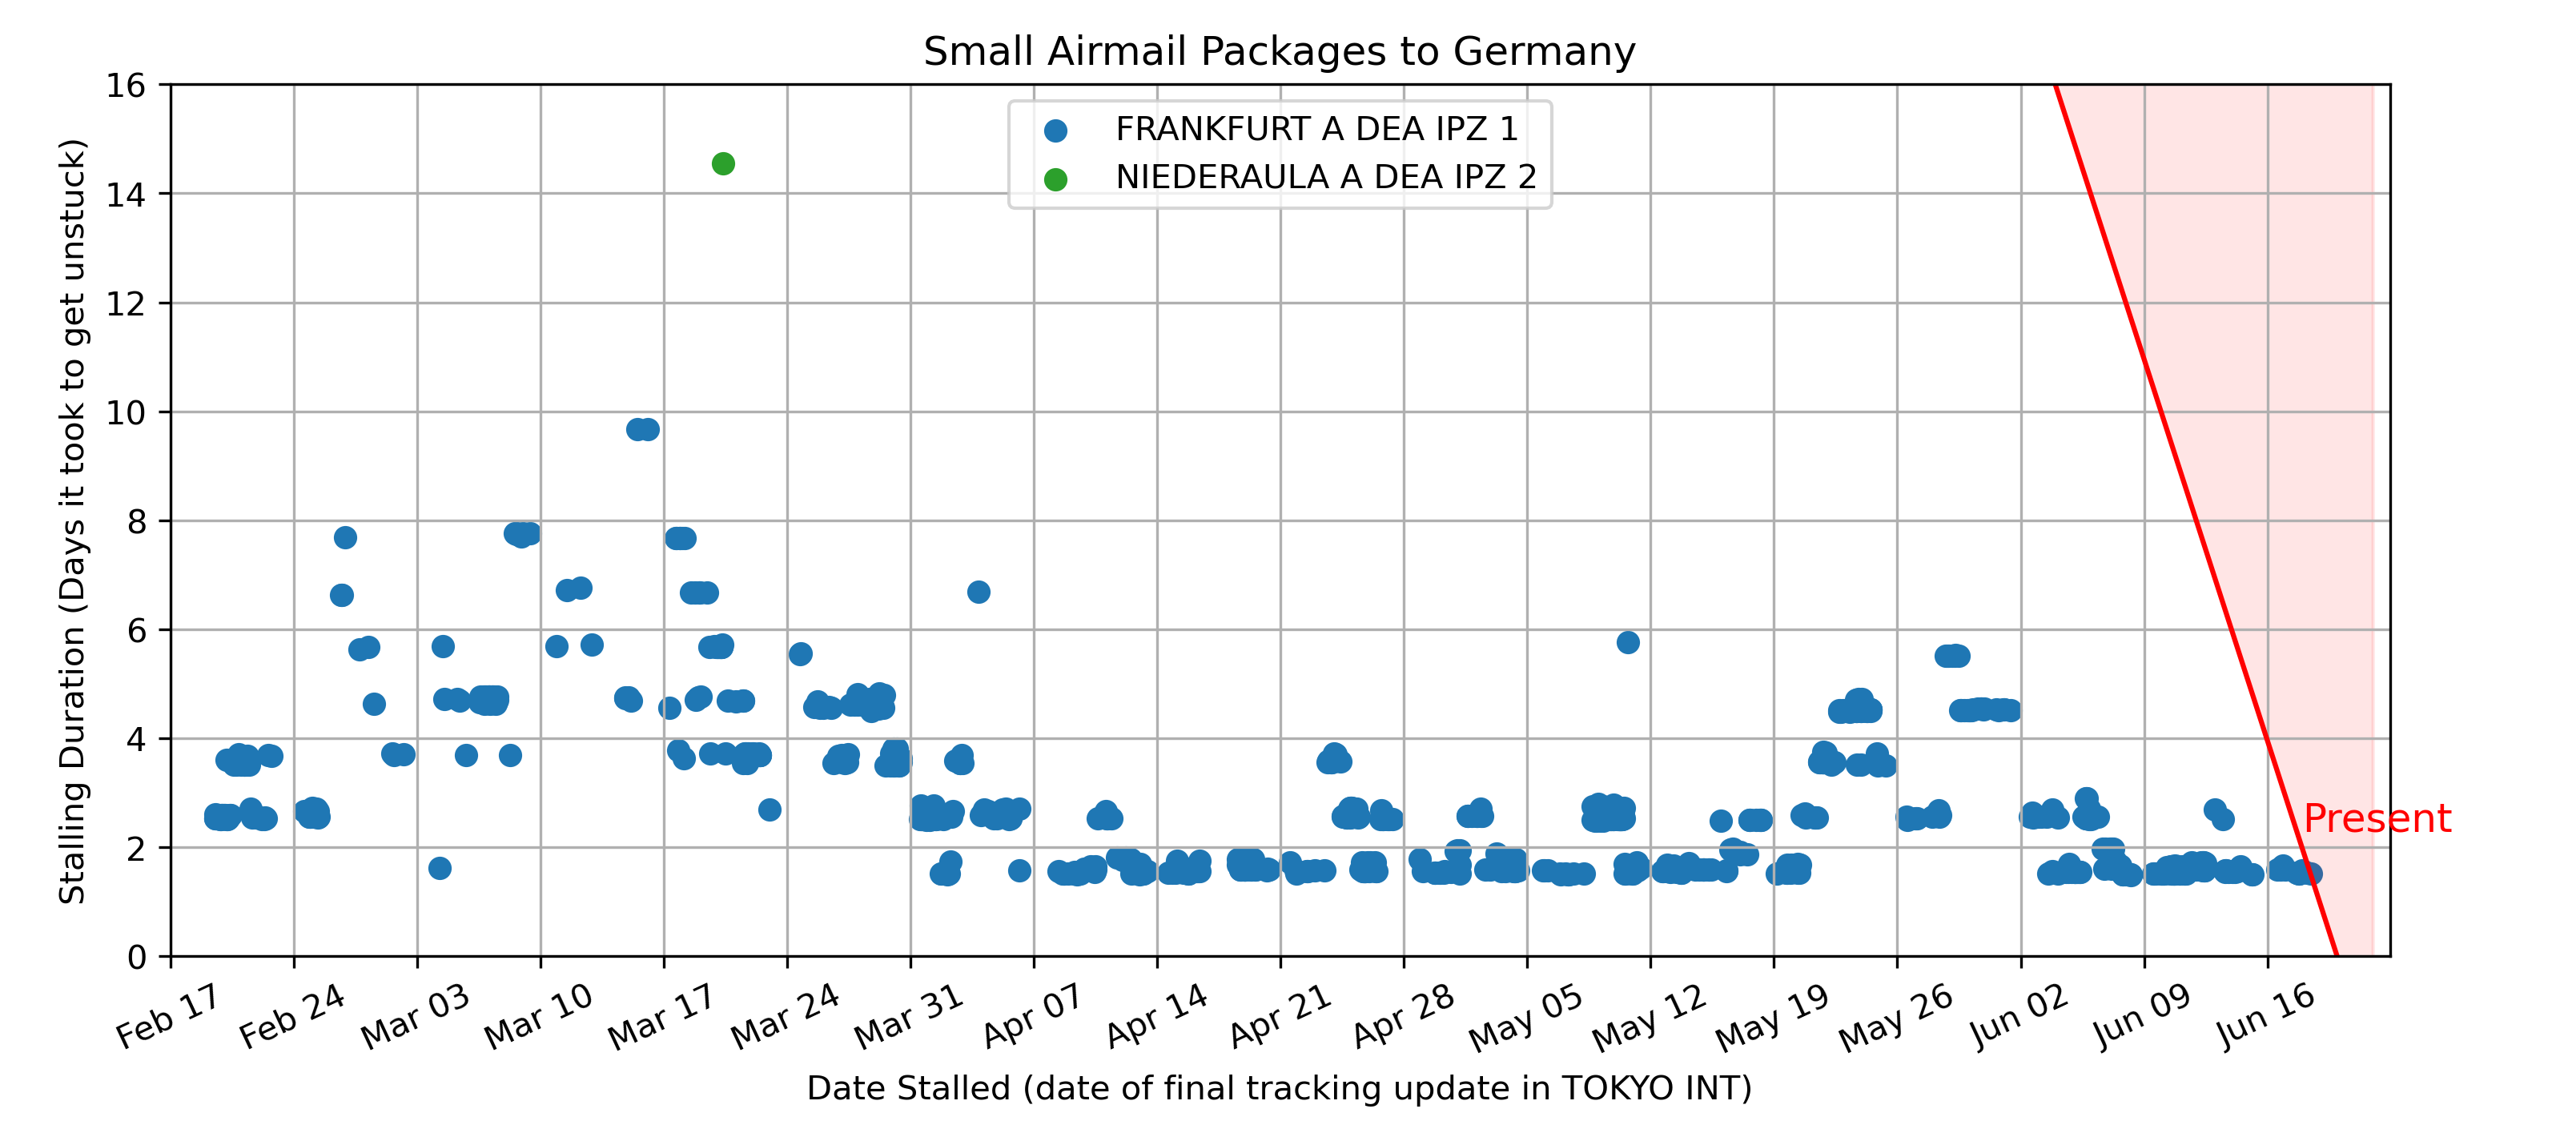 Small Airmail Packages to Germany
FRANKFURT A DEA IPZ 1
NIEDERAULA A DEA IPZ 2
Stalling Duration (Days it took to get unstuck)
16
14
12
10
8
6
4
2
0
Present
Feb 17
Feb 24
Mar 03
Mar 10
Mar 17
Mar 24
Mar 31
Apr 07
Apr 14
Apr 21
Apr 28
May 05
May 12
May 19
May 26
Jun 02
Jun 09
Jun 16
Date Stalled (date of final tracking update in TOKYO INT)